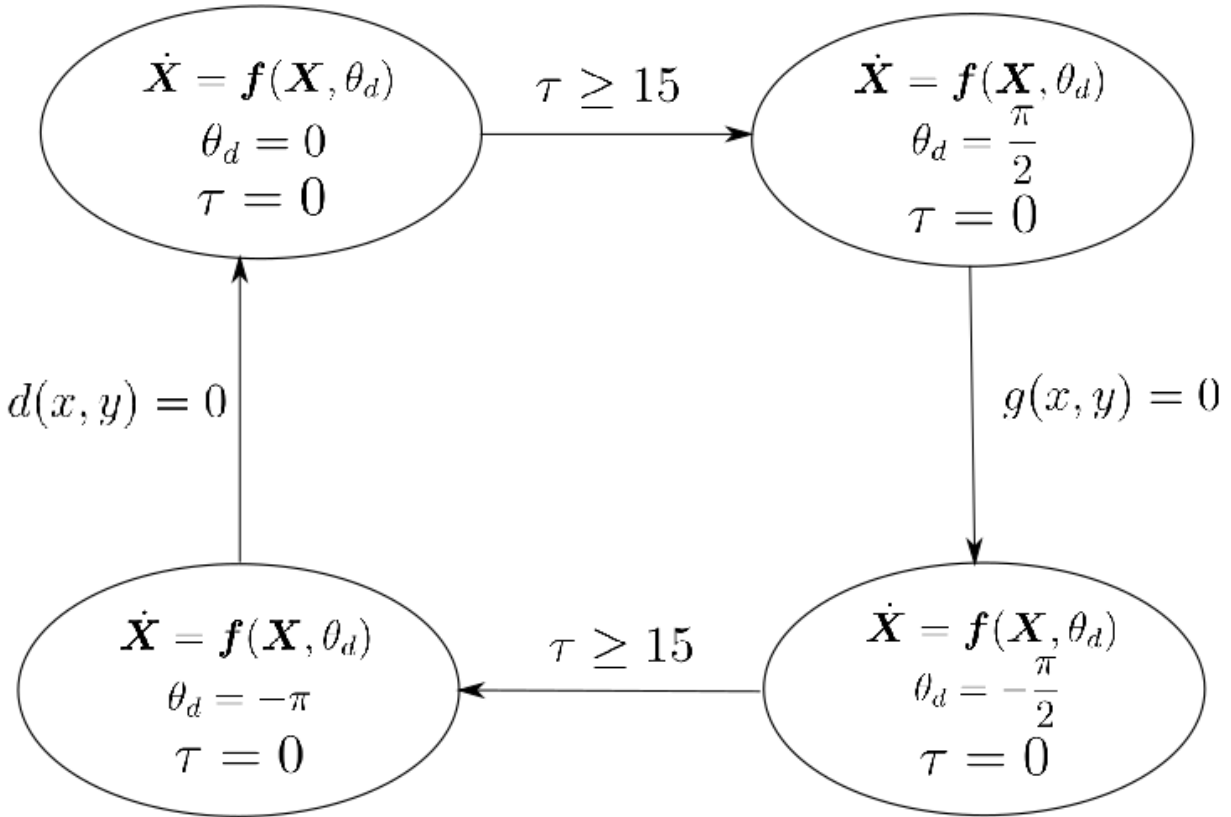 Ẋ = f(X, θ_d)
θ_d = 0
τ = 0
τ ≥ 15
Ẋ = f(X, θ_d)
θ_d = π/2
τ = 0
d(x, y) = 0
g(x, y) = 0
Ẋ = f(X, θ_d)
θ_d = −π
τ = 0
τ ≥ 15
Ẋ = f(X, θ_d)
θ_d = −π/2
τ = 0